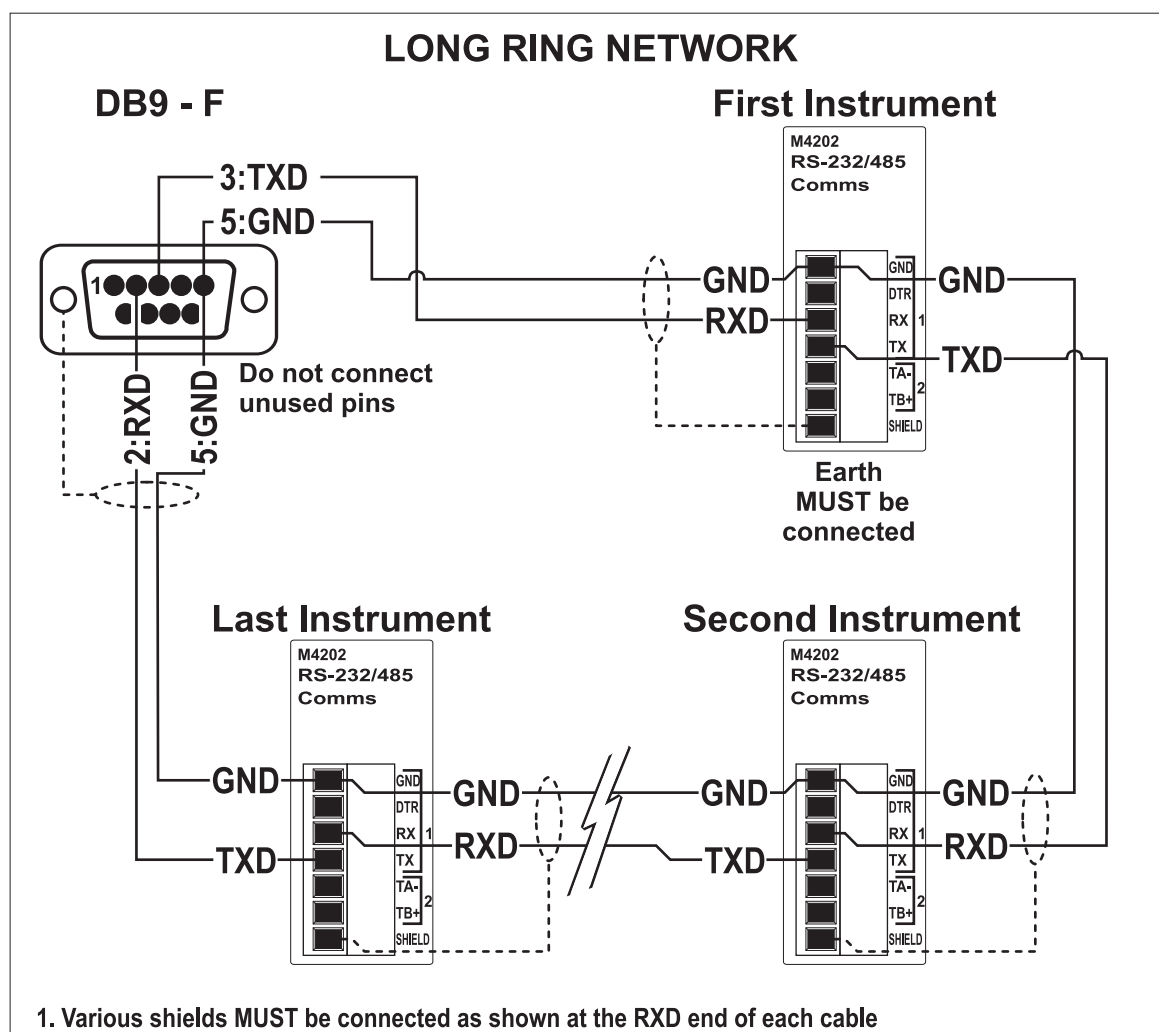 LONG RING NETWORK
DB9 - F
First Instrument
M4202
RS-232/485
Comms
3:TXD
5:GND
1
GND
RXD
GND
DTR
RX
TX
1
TA-
TB+
2
SHIELD
GND
TXD
Do not connect
unused pins
2:RXD
5:GND
Earth
MUST be
connected
Last Instrument
M4202
RS-232/485
Comms
GND
TXD
GND
DTR
RX
TX
1
TA-
TB+
2
SHIELD
GND
RXD
Second Instrument
M4202
RS-232/485
Comms
GND
TXD
GND
DTR
RX
TX
1
TA-
TB+
2
SHIELD
GND
RXD
1. Various shields MUST be connected as shown at the RXD end of each cable